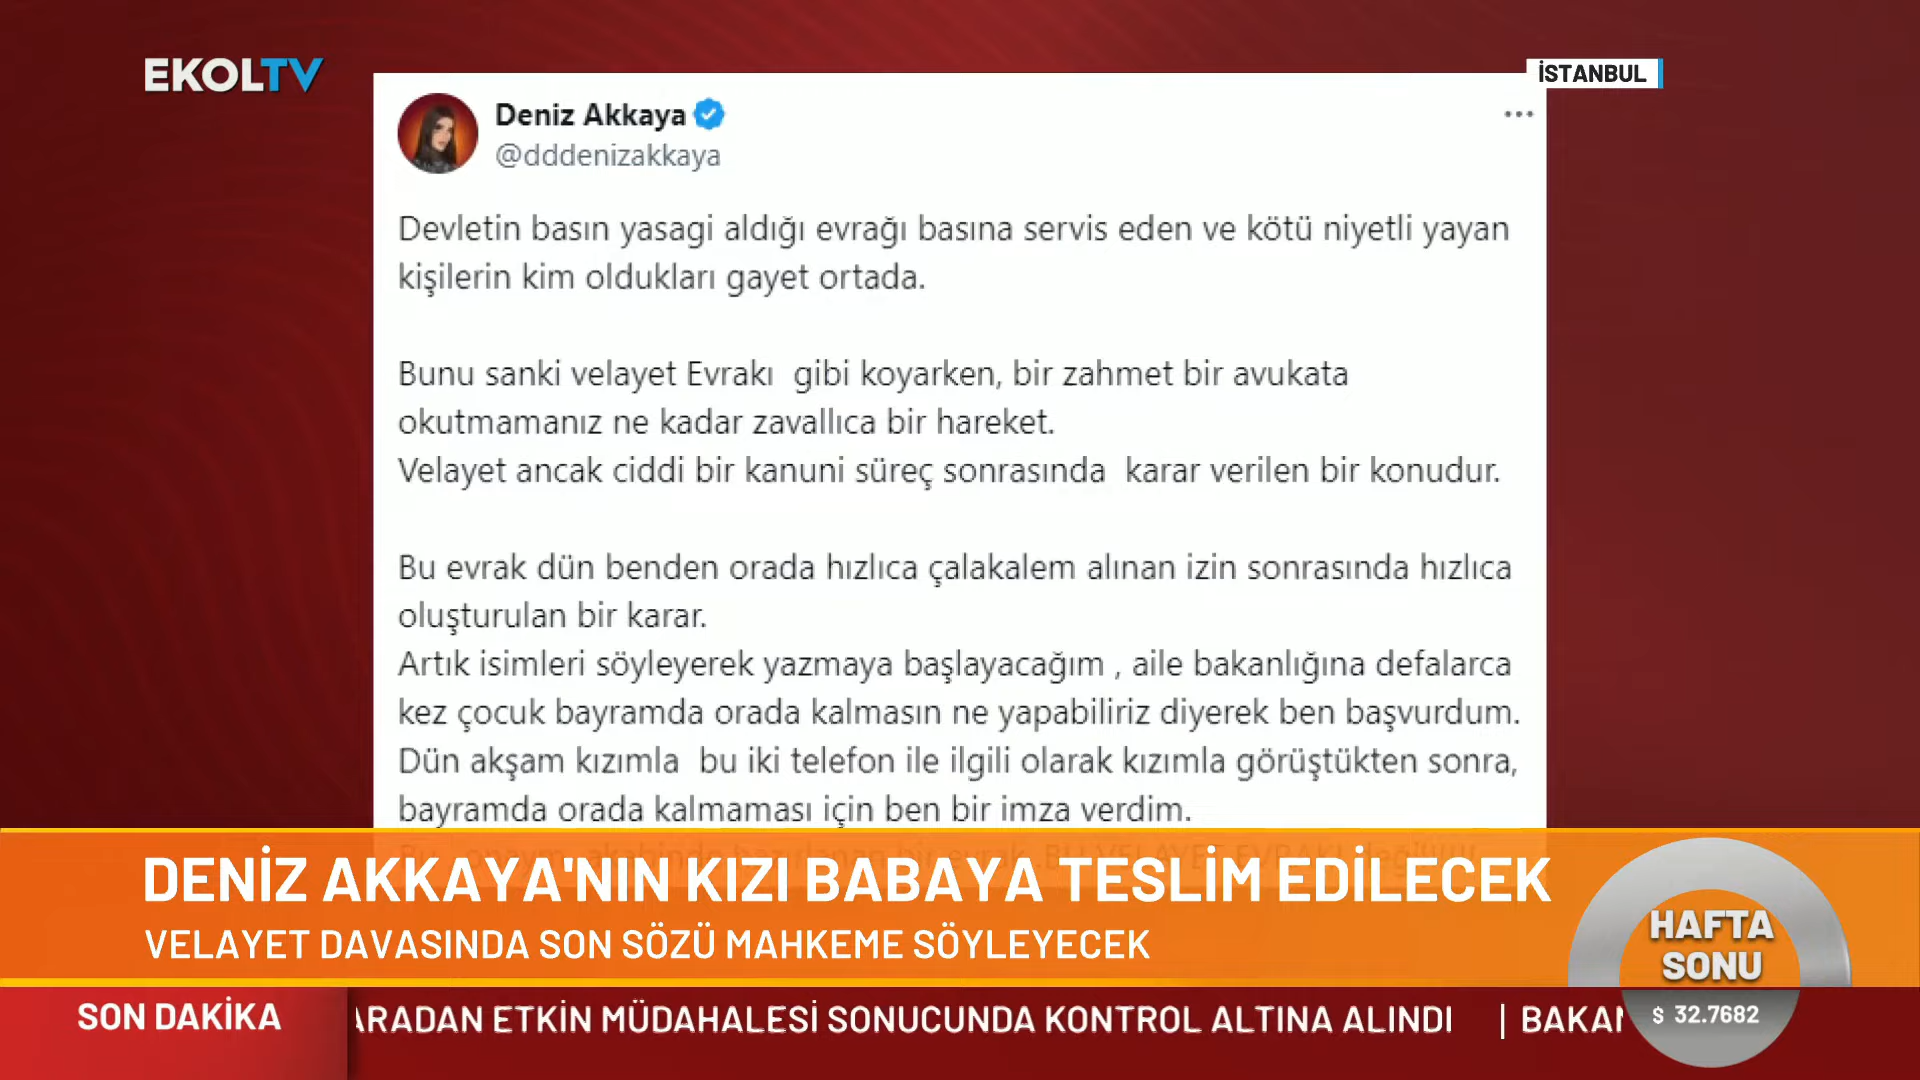 EKOLTV
İSTANBUL
Deniz Akkaya
@dddenizakkaya
Devletin basın yasagi aldığı evrağı basına servis eden ve kötü niyetli yayan
kişilerin kim oldukları gayet ortada.
Bunu sanki velayet Evrakı gibi koyarken, bir zahmet bir avukata
okutmamanız ne kadar zavallıca bir hareket.
Velayet ancak ciddi bir kanuni süreç sonrasında karar verilen bir konudur.
Bu evrak dün benden orada hızlıca çalakalem alınan izin sonrasında hızlıca
oluşturulan bir karar.
Artık isimleri söyleyerek yazmaya başlayacağım , aile bakanlığına defalarca
kez çocuk bayramda orada kalmasın ne yapabiliriz diyerek ben başvurdum.
Dün akşam kızımla bu iki telefon ile ilgili olarak kızımla görüştükten sonra,
bayramda orada kalmaması için ben bir imza verdim.
DENİZ AKKAYA'NIN KIZI BABAYA TESLİM EDİLECEK
VELAYET DAVASINDA SON SÖZÜ MAHKEME SÖYLEYECEK
HAFTA
SONU
SON DAKİKA
ARADAN ETKİN MÜDAHALESİ SONUCUNDA KONTROL ALTINA ALINDI | BAKAN
$ 32.7682